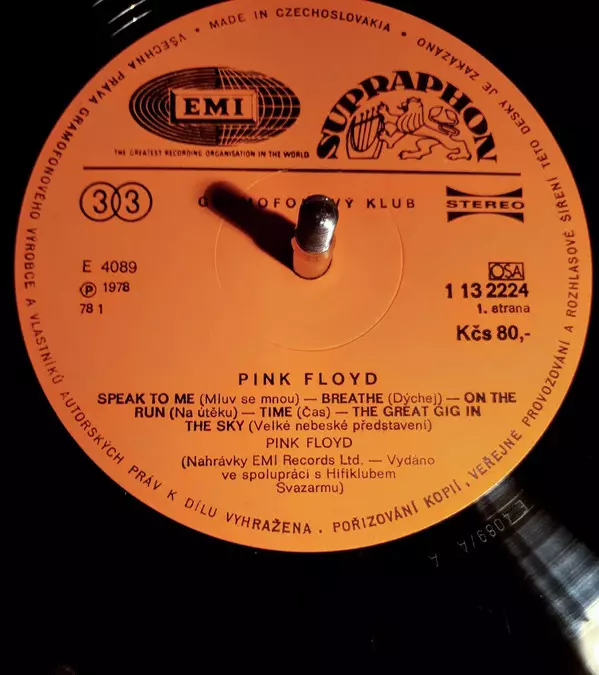 VŠECHNA PRÁVA GRAMOFONOVÉHO VÝROBCE A VLASTNÍKŮ AUTORSKÝCH PRÁV K DÍLU VYHRAŽENA . POŘIZOVÁNÍ KOPIÍ, VEŘEJNÉ PROVOZOVÁNÍ A ROZHLASOVÉ ŠÍŘENÍ TÉTO DESKY JE ZAKÁZÁNO
• MADE IN CZECHOSLOVAKIA •
EMI
SUPRAPHON
THE GREATEST RECORDING ORGANISATION IN THE WORLD
33
KLUB
STEREO
E 4089
OSA
Ⓟ 1978
1 13 2224
78 1
1. strana
Kčs 80,-
PINK FLOYD
SPEAK TO ME (Mluv se mnou) — BREATHE (Dýchej) — ON THE
RUN (Na útěku) — TIME (Čas) — THE GREAT GIG IN
THE SKY (Velké nebeské představení)
PINK FLOYD
(Nahrávky EMI Records Ltd. — Vydáno
ve spolupráci s Hifiklubem
Svazarmu)
E 4089/A A